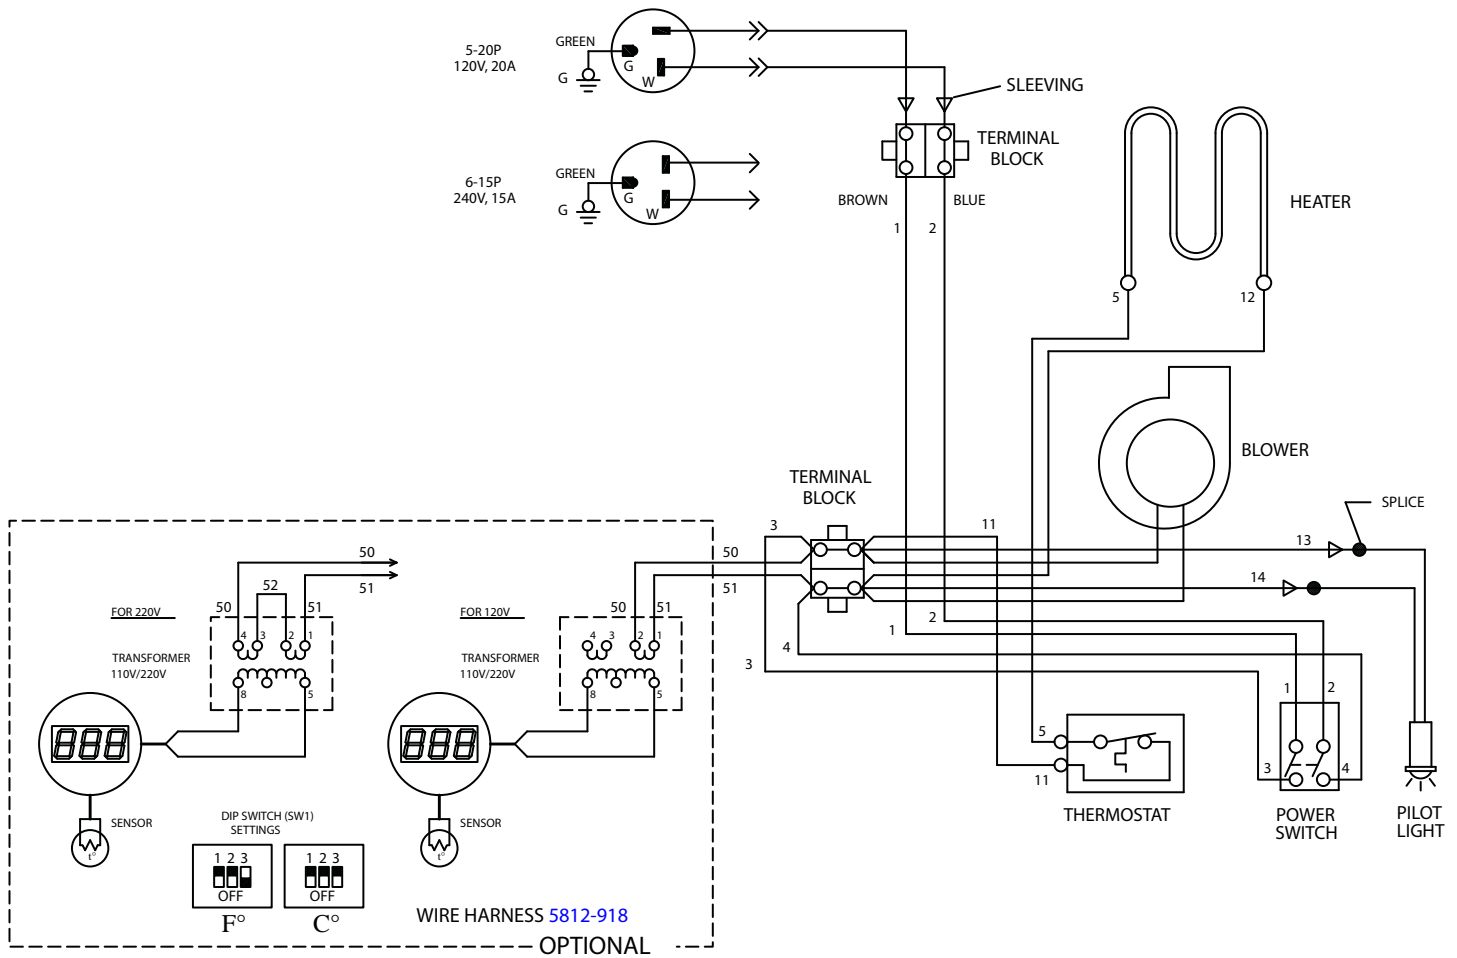 5-20P
120V, 20A
GREEN
G
G
W
SLEEVING
TERMINAL
BLOCK
6-15P
240V, 15A
GREEN
G
G
W
BROWN
BLUE
1
2
HEATER
5
12
BLOWER
TERMINAL
BLOCK
SPLICE
3
11
13
50
51
14
50
51
52
FOR 220V
50
51
FOR 120V
50
51
4
3
2
1
4
3
2
1
TRANSFORMER
110V/220V
TRANSFORMER
110V/220V
8
5
8
5
2
1
4
3
1
2
888
888
5
11
3
4
THERMOSTAT
POWER
SWITCH
PILOT
LIGHT
SENSOR
t°
SENSOR
t°
DIP SWITCH (SW1)
SETTINGS
1 2 3
OFF
F°
1 2 3
OFF
C°
WIRE HARNESS 5812-918
OPTIONAL